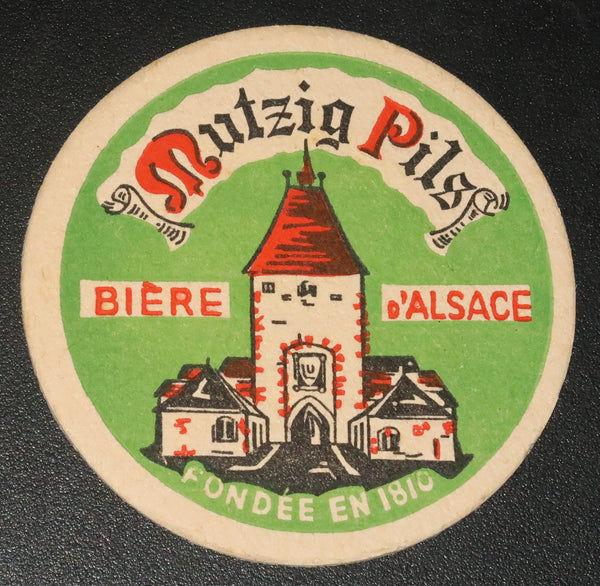 Mutzig Pils
BIÈRE
D'ALSACE
FONDÉE EN 1810